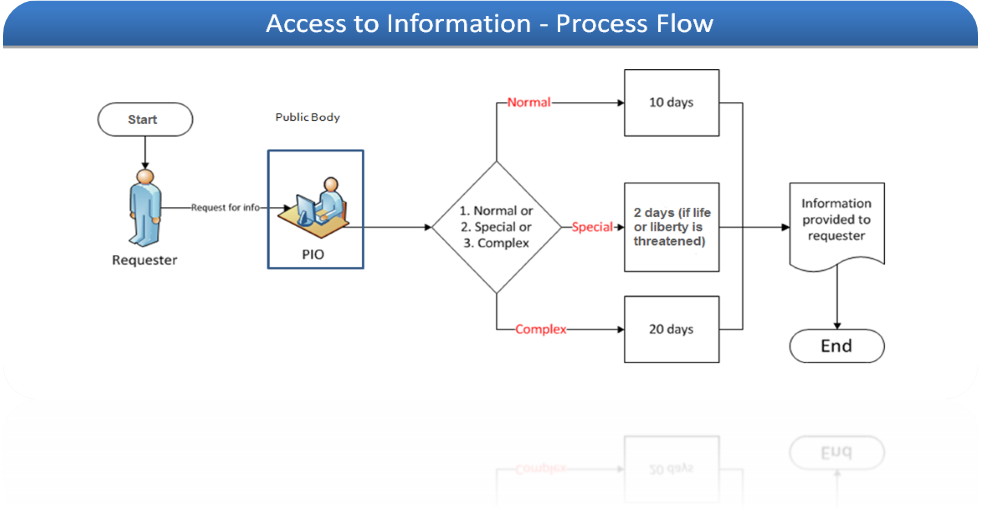 Access to Information - Process Flow
Start
Public Body
Request for info
Requester
PIO
1. Normal or
2. Special or
3. Complex
Normal
10 days
Special
2 days (if life
or liberty is
threatened)
Complex
20 days
Information
provided to
requester
End